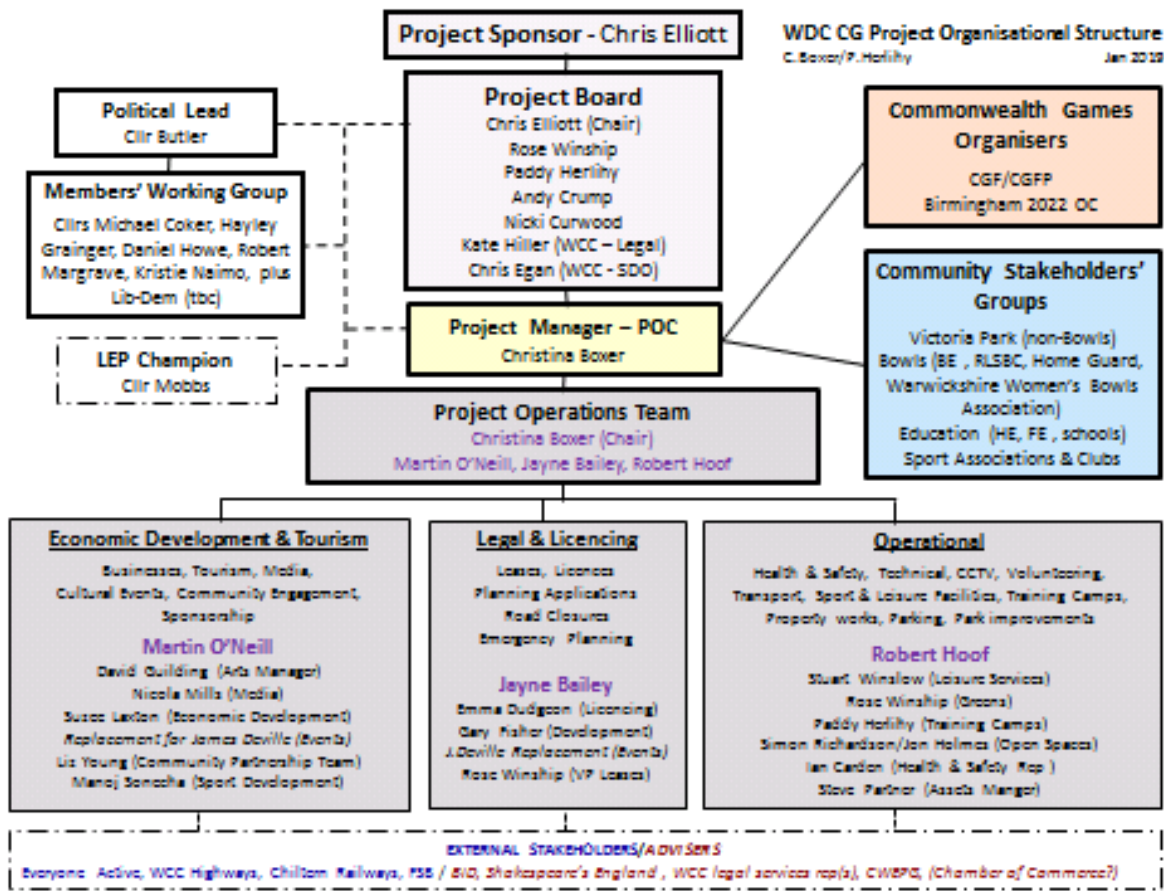 Project Sponsor - Chris Elliott
WDC CG Project Organisational Structure
C.Boxer/P.Herlihy Jan 2019
Project Board
Chris Elliott (Chair)
Rose Winship
Paddy Herlihy
Andy Crump
Nicki Curwood
Kate Hiller (WCC – Legal)
Chris Egan (WCC - SDO)
Political Lead
Cllr Butler
Members' Working Group
Cllrs Michael Coker, Hayley
Grainger, Daniel Howe, Robert
Margrave, Kristie Naimo, plus
Lib-Dem (tbc)
LEP Champion
Cllr Mobbs
Commonwealth Games
Organisers
CGF/CGFP
Birmingham 2022 OC
Community Stakeholders'
Groups
Victoria Park (non-Bowls)
Bowls (BE , RLSBC, Home Guard,
Warwickshire Women's Bowls
Association)
Education (HE, FE , schools)
Sport Associations & Clubs
Project Manager – POC
Christina Boxer
Project Operations Team
Christina Boxer (Chair)
Martin O'Neill, Jayne Bailey, Robert Hoof
Economic Development & Tourism
Businesses, Tourism, Media,
Cultural Events, Community Engagement,
Sponsorship
Martin O'Neill
David Guilding (Arts Manager)
Nicola Mills (Media)
Susee Laxton (Economic Development)
Replacement for James Deville (Events)
Liz Young (Community Partnership Team)
Manoj Sonecha (Sport Development)
Legal & Licencing
Leases, Licences
Planning Applications
Road Closures
Emergency Planning
Jayne Bailey
Emma Dudgeon (Licencing)
Gary Fisher (Development)
J.Deville Replacement (Events)
Rose Winship (VP Leases)
Operational
Health & Safety, Technical, CCTV, Volunteering,
Transport, Sport & Leisure Facilities, Training Camps,
Property works, Parking, Park improvements
Robert Hoof
Stuart Winslow (Leisure Services)
Rose Winship (Greens)
Paddy Herlihy (Training Camps)
Simon Richardson/Jon Holmes (Open Spaces)
Ian Carden (Health & Safety Rep )
Steve Partner (Assets Manger)
EXTERNAL STAKEHOLDERS/ADVISERS
Everyone Active, WCC Highways, Chiltern Railways, FSB / BID, Shakespeare's England , WCC legal services rep(s), CWBPG, (Chamber of Commerce?)